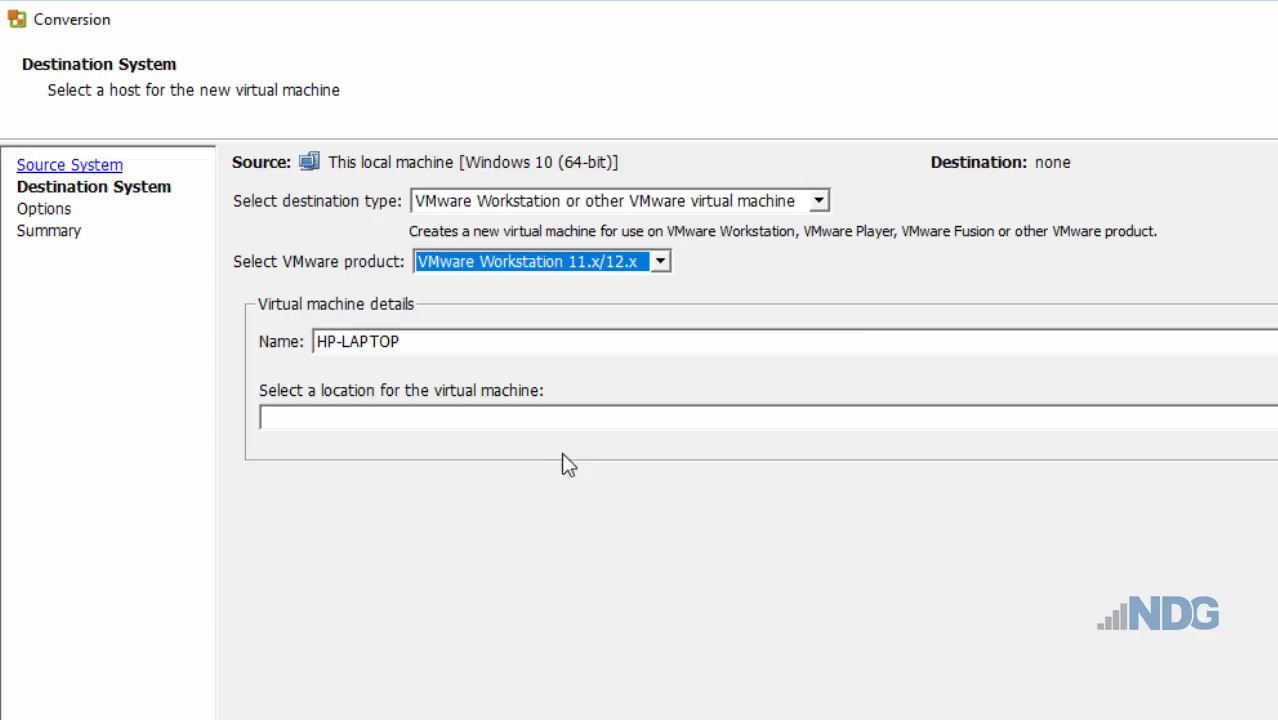 Conversion
Destination System
Select a host for the new virtual machine
Source System
Destination System
Options
Summary
Source: This local machine [Windows 10 (64-bit)] Destination: none
Select destination type: VMware Workstation or other VMware virtual machine
Creates a new virtual machine for use on VMware Workstation, VMware Player, VMware Fusion or other VMware product.
Select VMware product: VMware Workstation 11.x/12.x
Virtual machine details
Name: HP-LAPTOP
Select a location for the virtual machine:
NDG